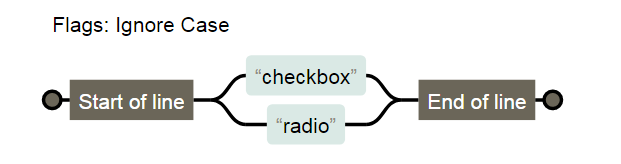 Flags: Ignore Case
“checkbox”
Start of line End of line
“radio”